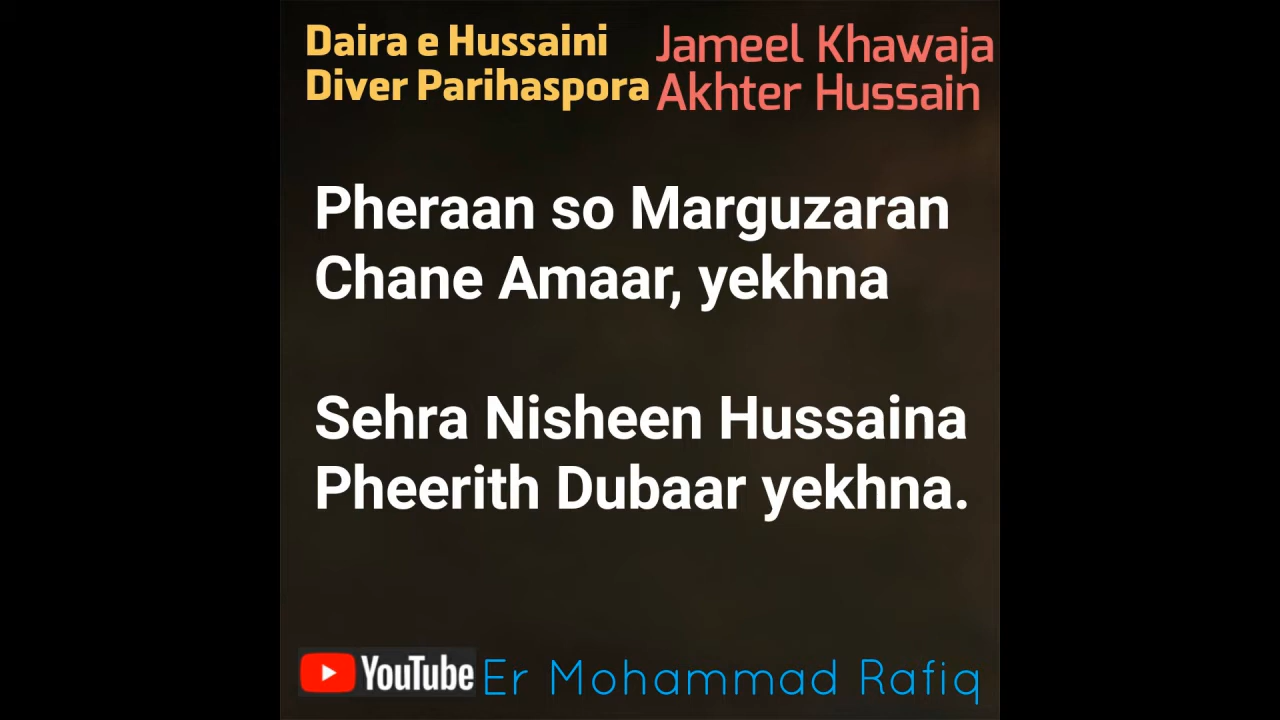 Daira e Hussaini
Diver Parihaspora
Jameel Khawaja
Akhter Hussain
Pheraan so Marguzaran
Chane Amaar, yekhna
Sehra Nisheen Hussaina
Pheerith Dubaar yekhna.
YouTube Er Mohammad Rafiq